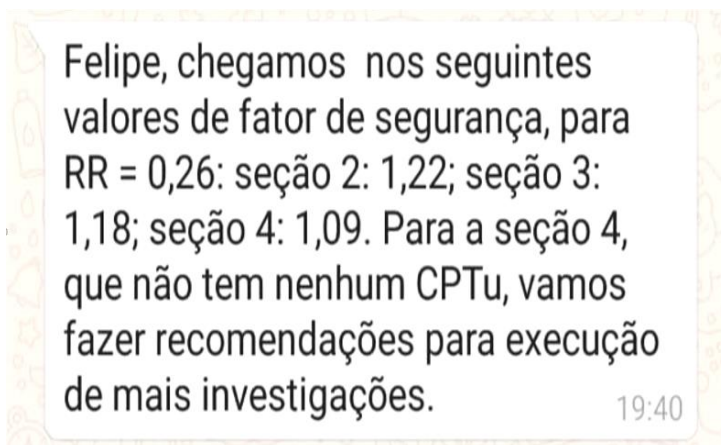 Felipe, chegamos  nos seguintes
valores de fator de segurança, para
RR = 0,26: seção 2: 1,22; seção 3:
1,18; seção 4: 1,09. Para a seção 4,
que não tem nenhum CPTu, vamos
fazer recomendações para execução
de mais investigações.
19:40